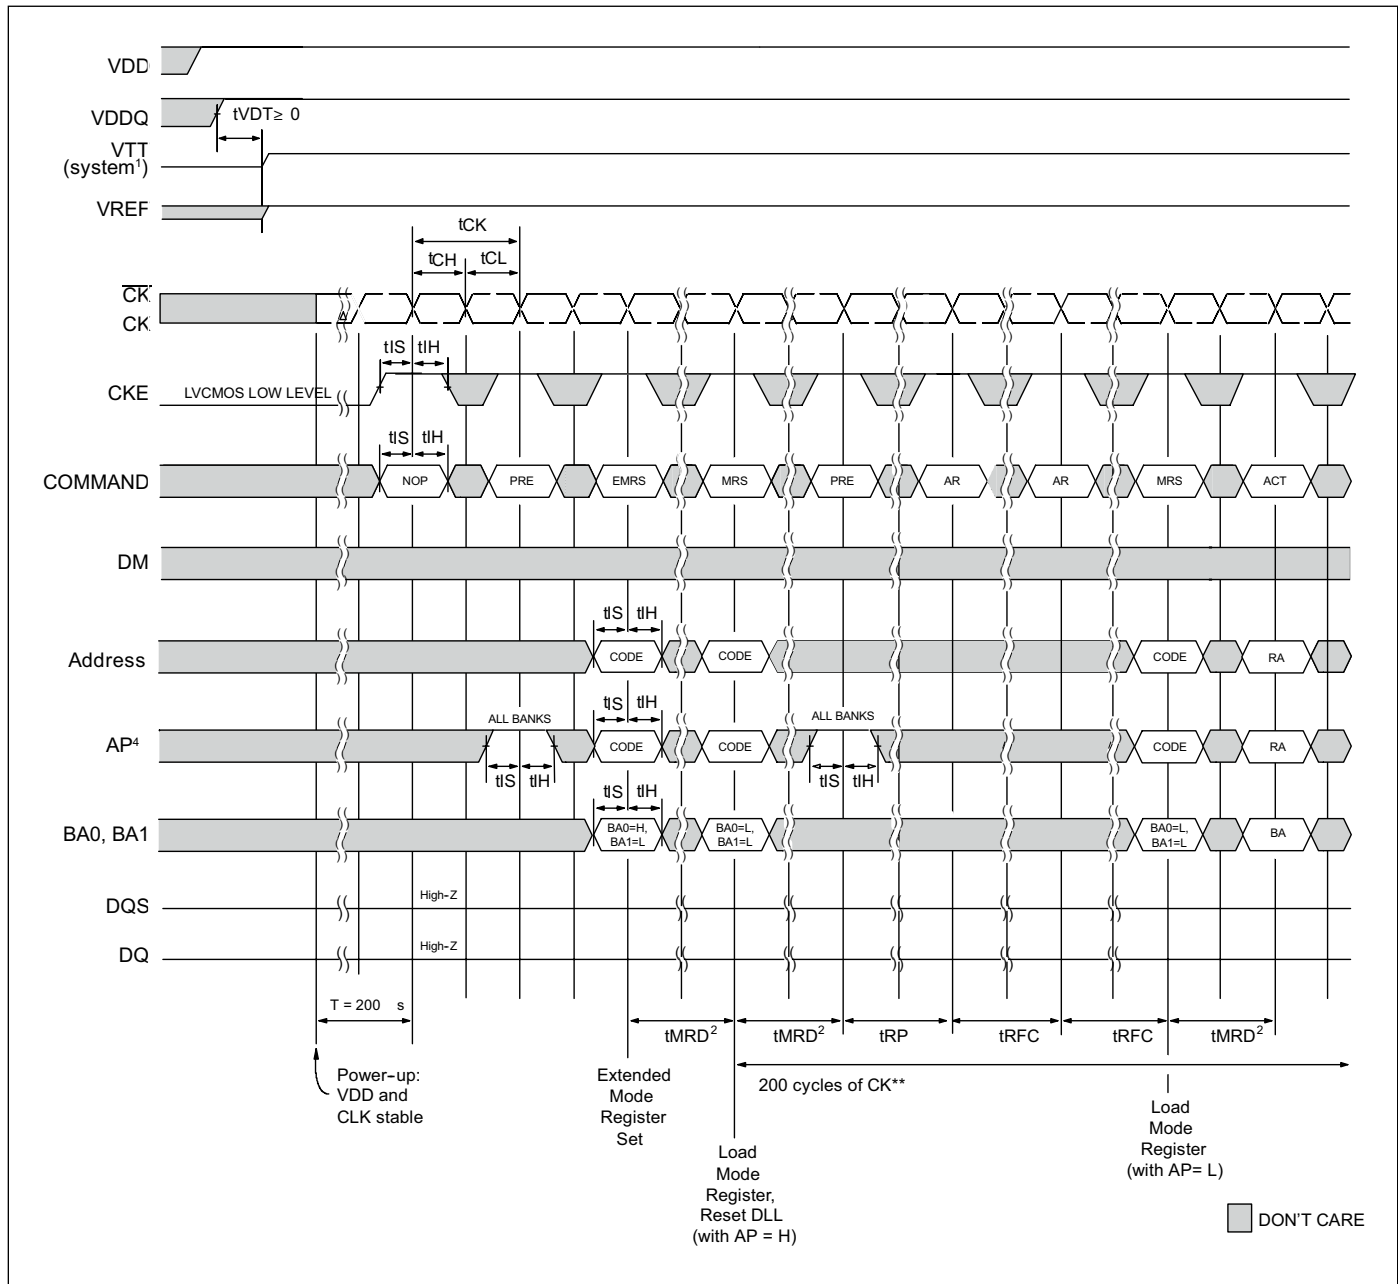 VDD
VDDQ
tVDT≥ 0
VTT
(system¹)
VREF
tCK
tCH
tCL
CK
CK
tIS
tIH
CKE
LVCMOS LOW LEVEL
tIS
tIH
COMMAND
NOP
PRE
EMRS
MRS
PRE
AR
AR
MRS
ACT
DM
tIS
tIH
Address
CODE
CODE
CODE
RA
ALL BANKS
tIS
tIH
ALL BANKS
AP⁴
CODE
CODE
CODE
RA
tIS
tIH
tIS
tIH
tIS
tIH
BA0, BA1
BA0=H,
BA1=L
BA0=L,
BA1=L
BA0=L,
BA1=L
BA
DQS
High-Z
DQ
High-Z
T = 200 s
tMRD²
tMRD²
tRP
tRFC
tRFC
tMRD²
Power-up:
VDD and
CLK stable
Extended
Mode
Register
Set
200 cycles of CK**
Load
Mode
Register,
Reset DLL
(with AP = H)
Load
Mode
Register
(with AP= L)
DON'T CARE